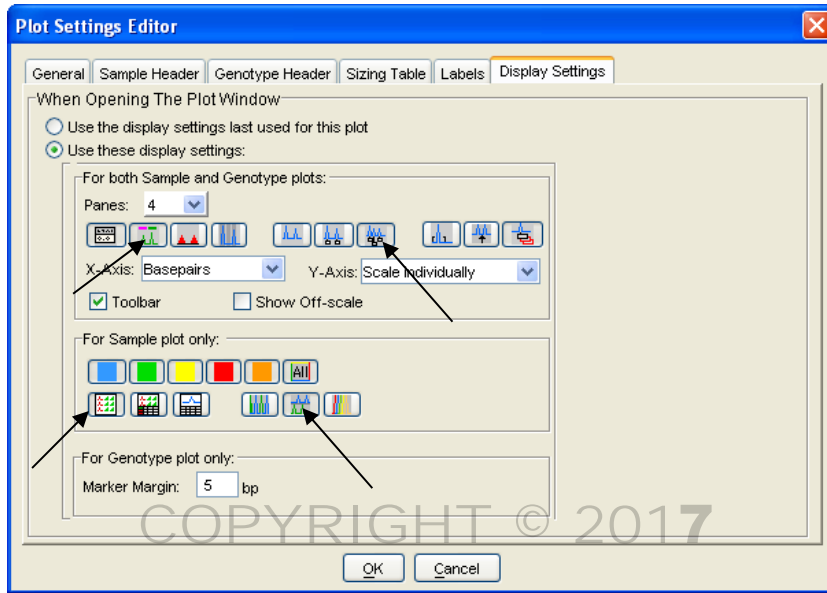 Plot Settings Editor
General Sample Header Genotype Header Sizing Table Labels Display Settings
When Opening The Plot Window
Use the display settings last used for this plot
Use these display settings:
For both Sample and Genotype plots:
Panes: 4
X-Axis: Basepairs Y-Axis: Scale Individually
Toolbar Show Off-scale
For Sample plot only:
All
For Genotype plot only:
Marker Margin: 5 bp
COPYRIGHT © 2017
OK Cancel